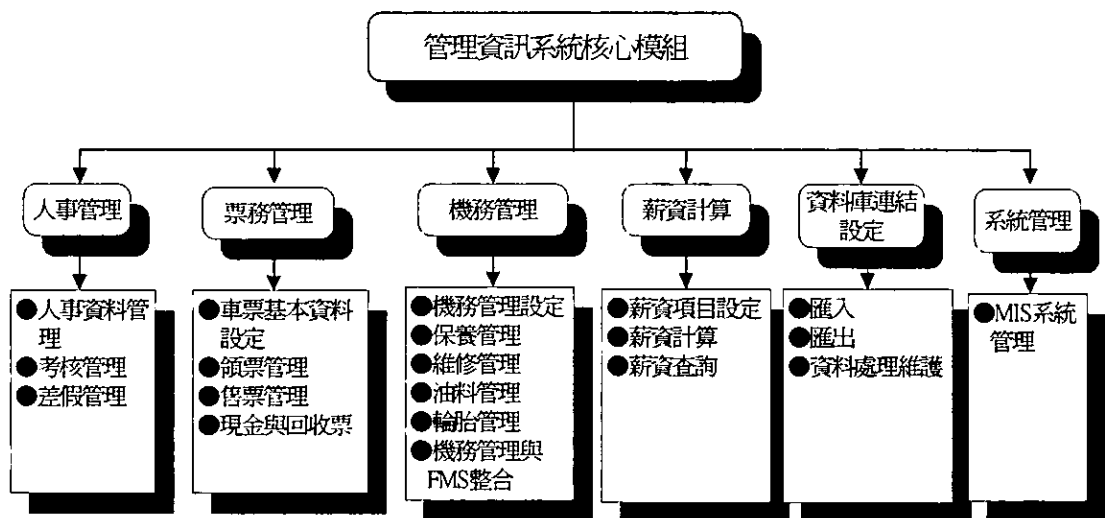 管理資訊系統核心模組
人事管理
票務管理
機務管理
薪資計算
資料庫連結
設定
系統管理
●人事資料管
理
●考核管理
●差假管理
●車票基本資料
設定
●領票管理
●售票管理
●現金與回收票
●機務管理設定
●保養管理
●維修管理
●油料管理
●輪胎管理
●機務管理與
FMS整合
●薪資項目設定
●薪資計算
●薪資查詢
●匯入
●匯出
●資料處理維護
●MIS系統
管理